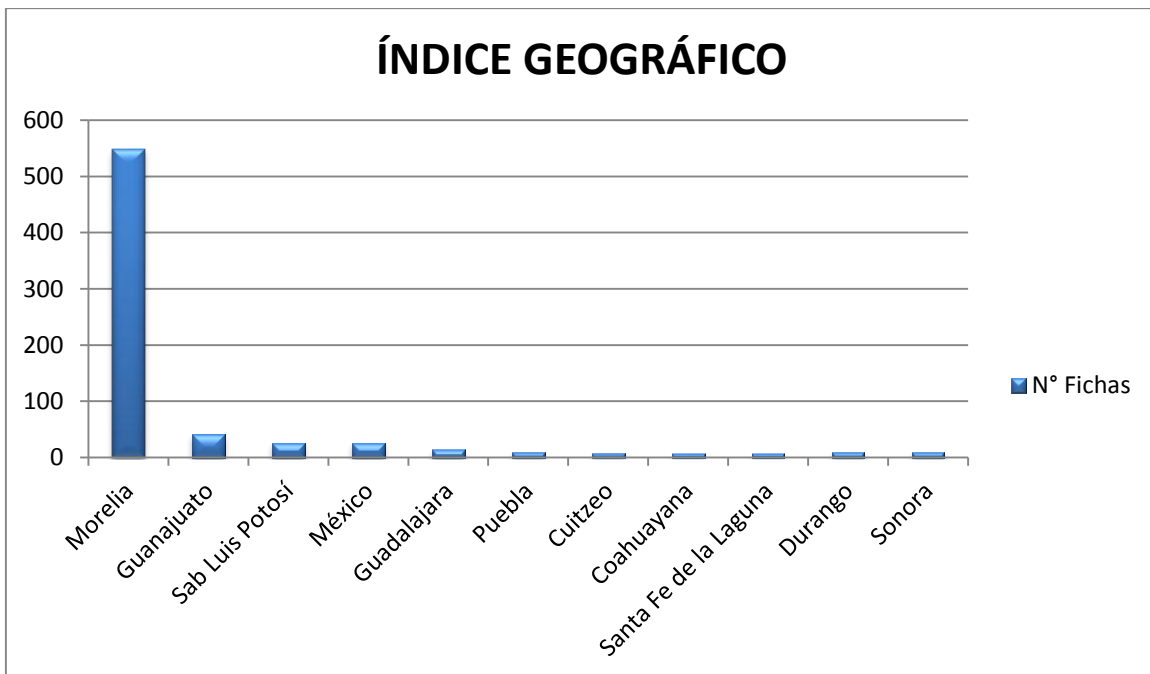 ÍNDICE GEOGRÁFICO
600
500
400
300
200
100
0
Morelia
Guanajuato
Sab Luis Potosí
México
Guadalajara
Puebla
Cuitzeo
Coahuayana
Santa Fe de la Laguna
Durango
Sonora
N° Fichas